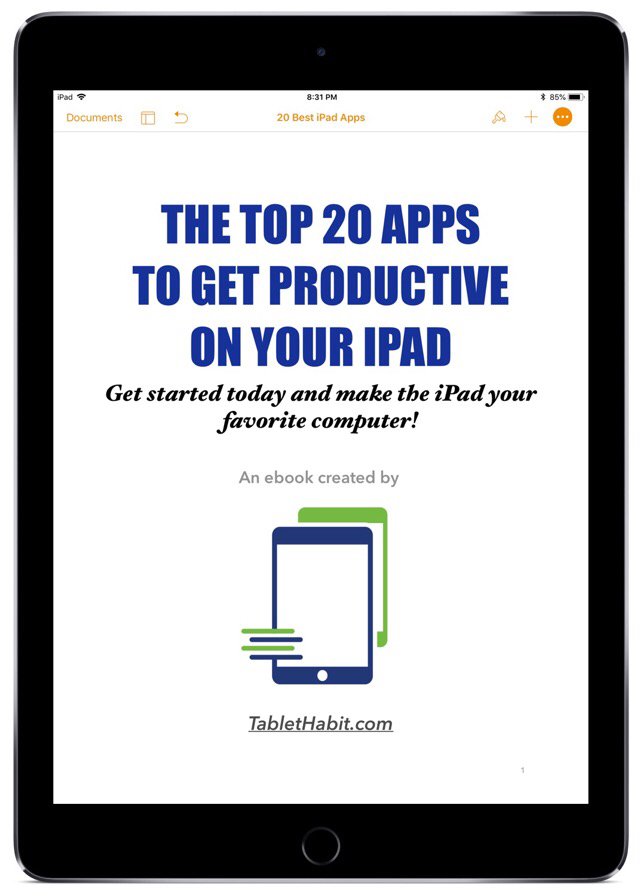 iPad 8:31 PM 85%
Documents 20 Best iPad Apps
THE TOP 20 APPS
TO GET PRODUCTIVE
ON YOUR IPAD
Get started today and make the iPad your
favorite computer!
An ebook created by
TabletHabit.com
1